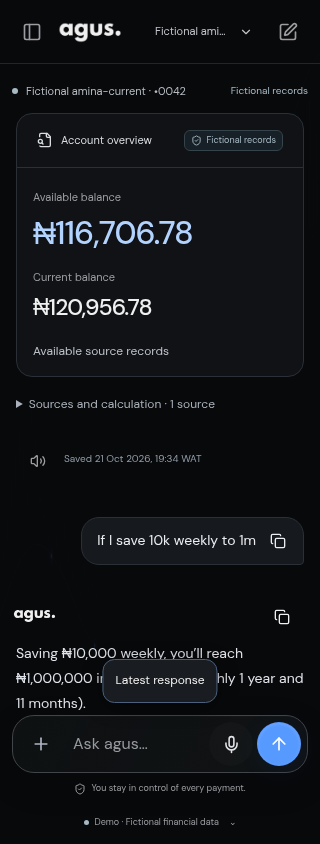 agus.
Fictional ami...
Fictional amina-current · •0042
Fictional records
Account overview
Fictional records
Available balance
₦116,706.78
Current balance
₦120,956.78
Available source records
Sources and calculation · 1 source
Saved 21 Oct 2026, 19:34 WAT
If I save 10k weekly to 1m
agus.
Saving ₦10,000 weekly, you'll reach
₦1,000,000 hly 1 year and
11 months).
Latest response
Ask agus...
You stay in control of every payment.
Demo · Fictional financial data